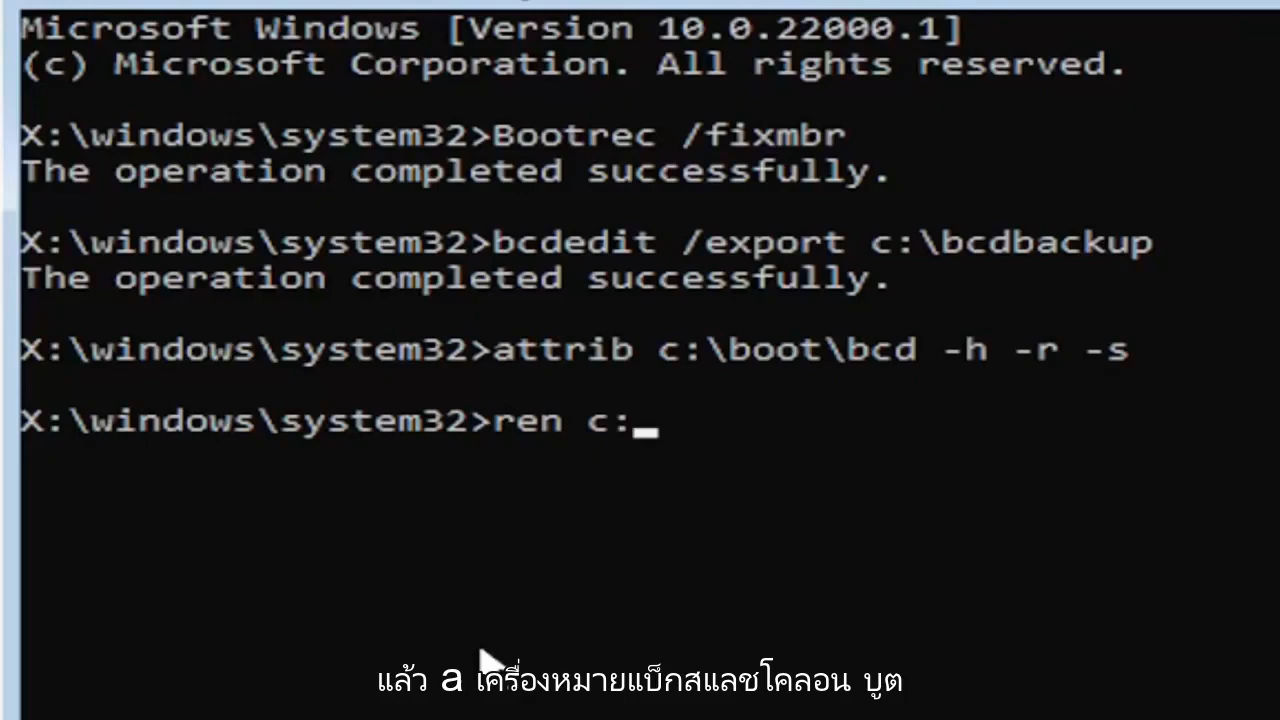 Microsoft Windows [Version 10.0.22000.1]
(c) Microsoft Corporation. All rights reserved.
X:\windows\system32>Bootrec /fixmbr
The operation completed successfully.
X:\windows\system32>bcdedit /export c:\bcdbackup
The operation completed successfully.
X:\windows\system32>attrib c:\boot\bcd -h -r -s
X:\windows\system32>ren c:
แล้ว a เครื่องหมายแบ็กสแลชโคลอน บูต